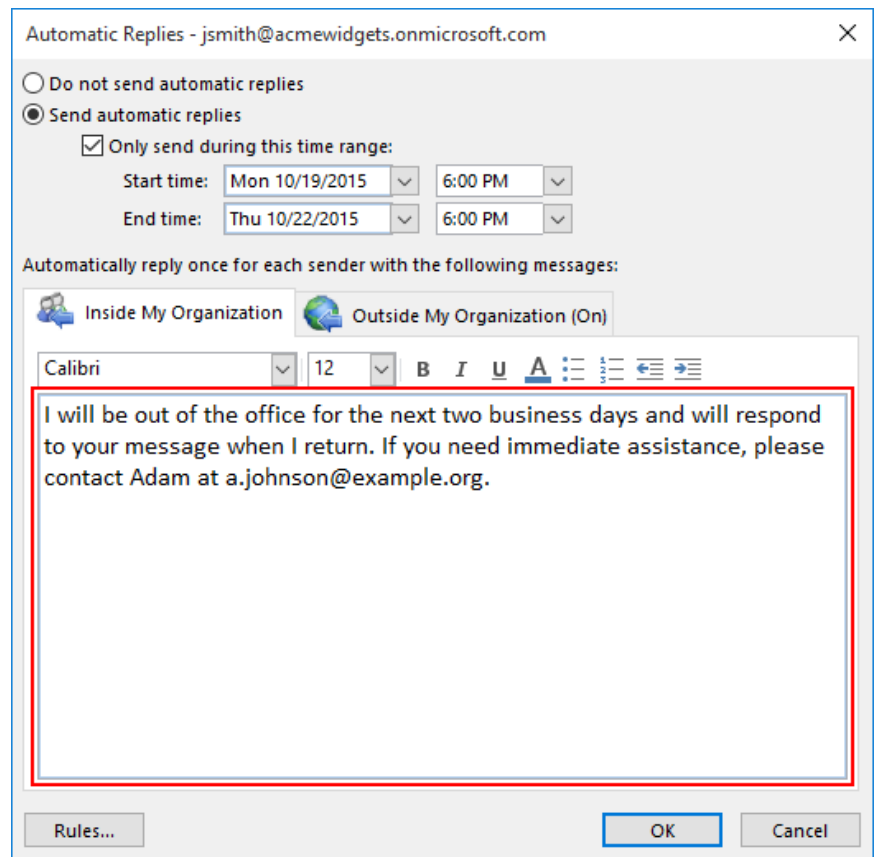 Automatic Replies - jsmith@acmewidgets.onmicrosoft.com
Do not send automatic replies
Send automatic replies
Only send during this time range:
Start time: Mon 10/19/2015 6:00 PM
End time: Thu 10/22/2015 6:00 PM
Automatically reply once for each sender with the following messages:
Inside My Organization Outside My Organization (On)
Calibri 12 B I U A
I will be out of the office for the next two business days and will respond
to your message when I return. If you need immediate assistance, please
contact Adam at a.johnson@example.org.
Rules... OK Cancel